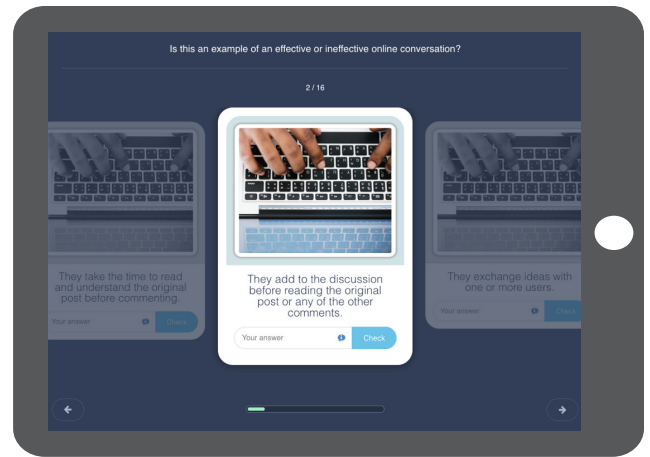 Is this an example of an effective or ineffective online conversation?
2 / 16
They take the time to read
and understand the original
post before commenting.
Your answer
Check
They add to the discussion
before reading the original
post or any of the other
comments.
Your answer
Check
They exchange ideas with
one or more users.
Your answer
Check